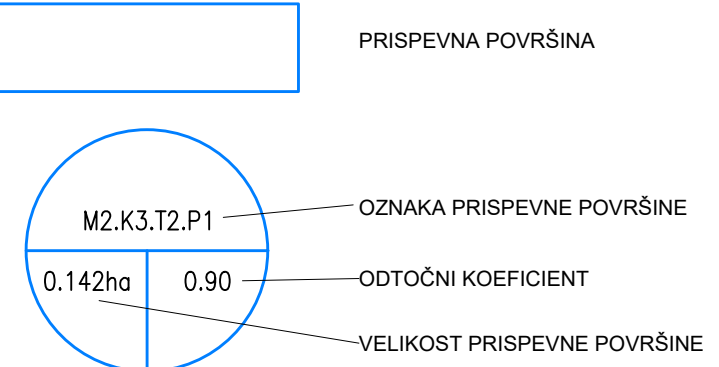 PRISPEVNA POVRŠINA
M2.K3.T2.P1
OZNAKA PRISPEVNE POVRŠINE
0.142ha
0.90
ODTOČNI KOEFICIENT
VELIKOST PRISPEVNE POVRŠINE